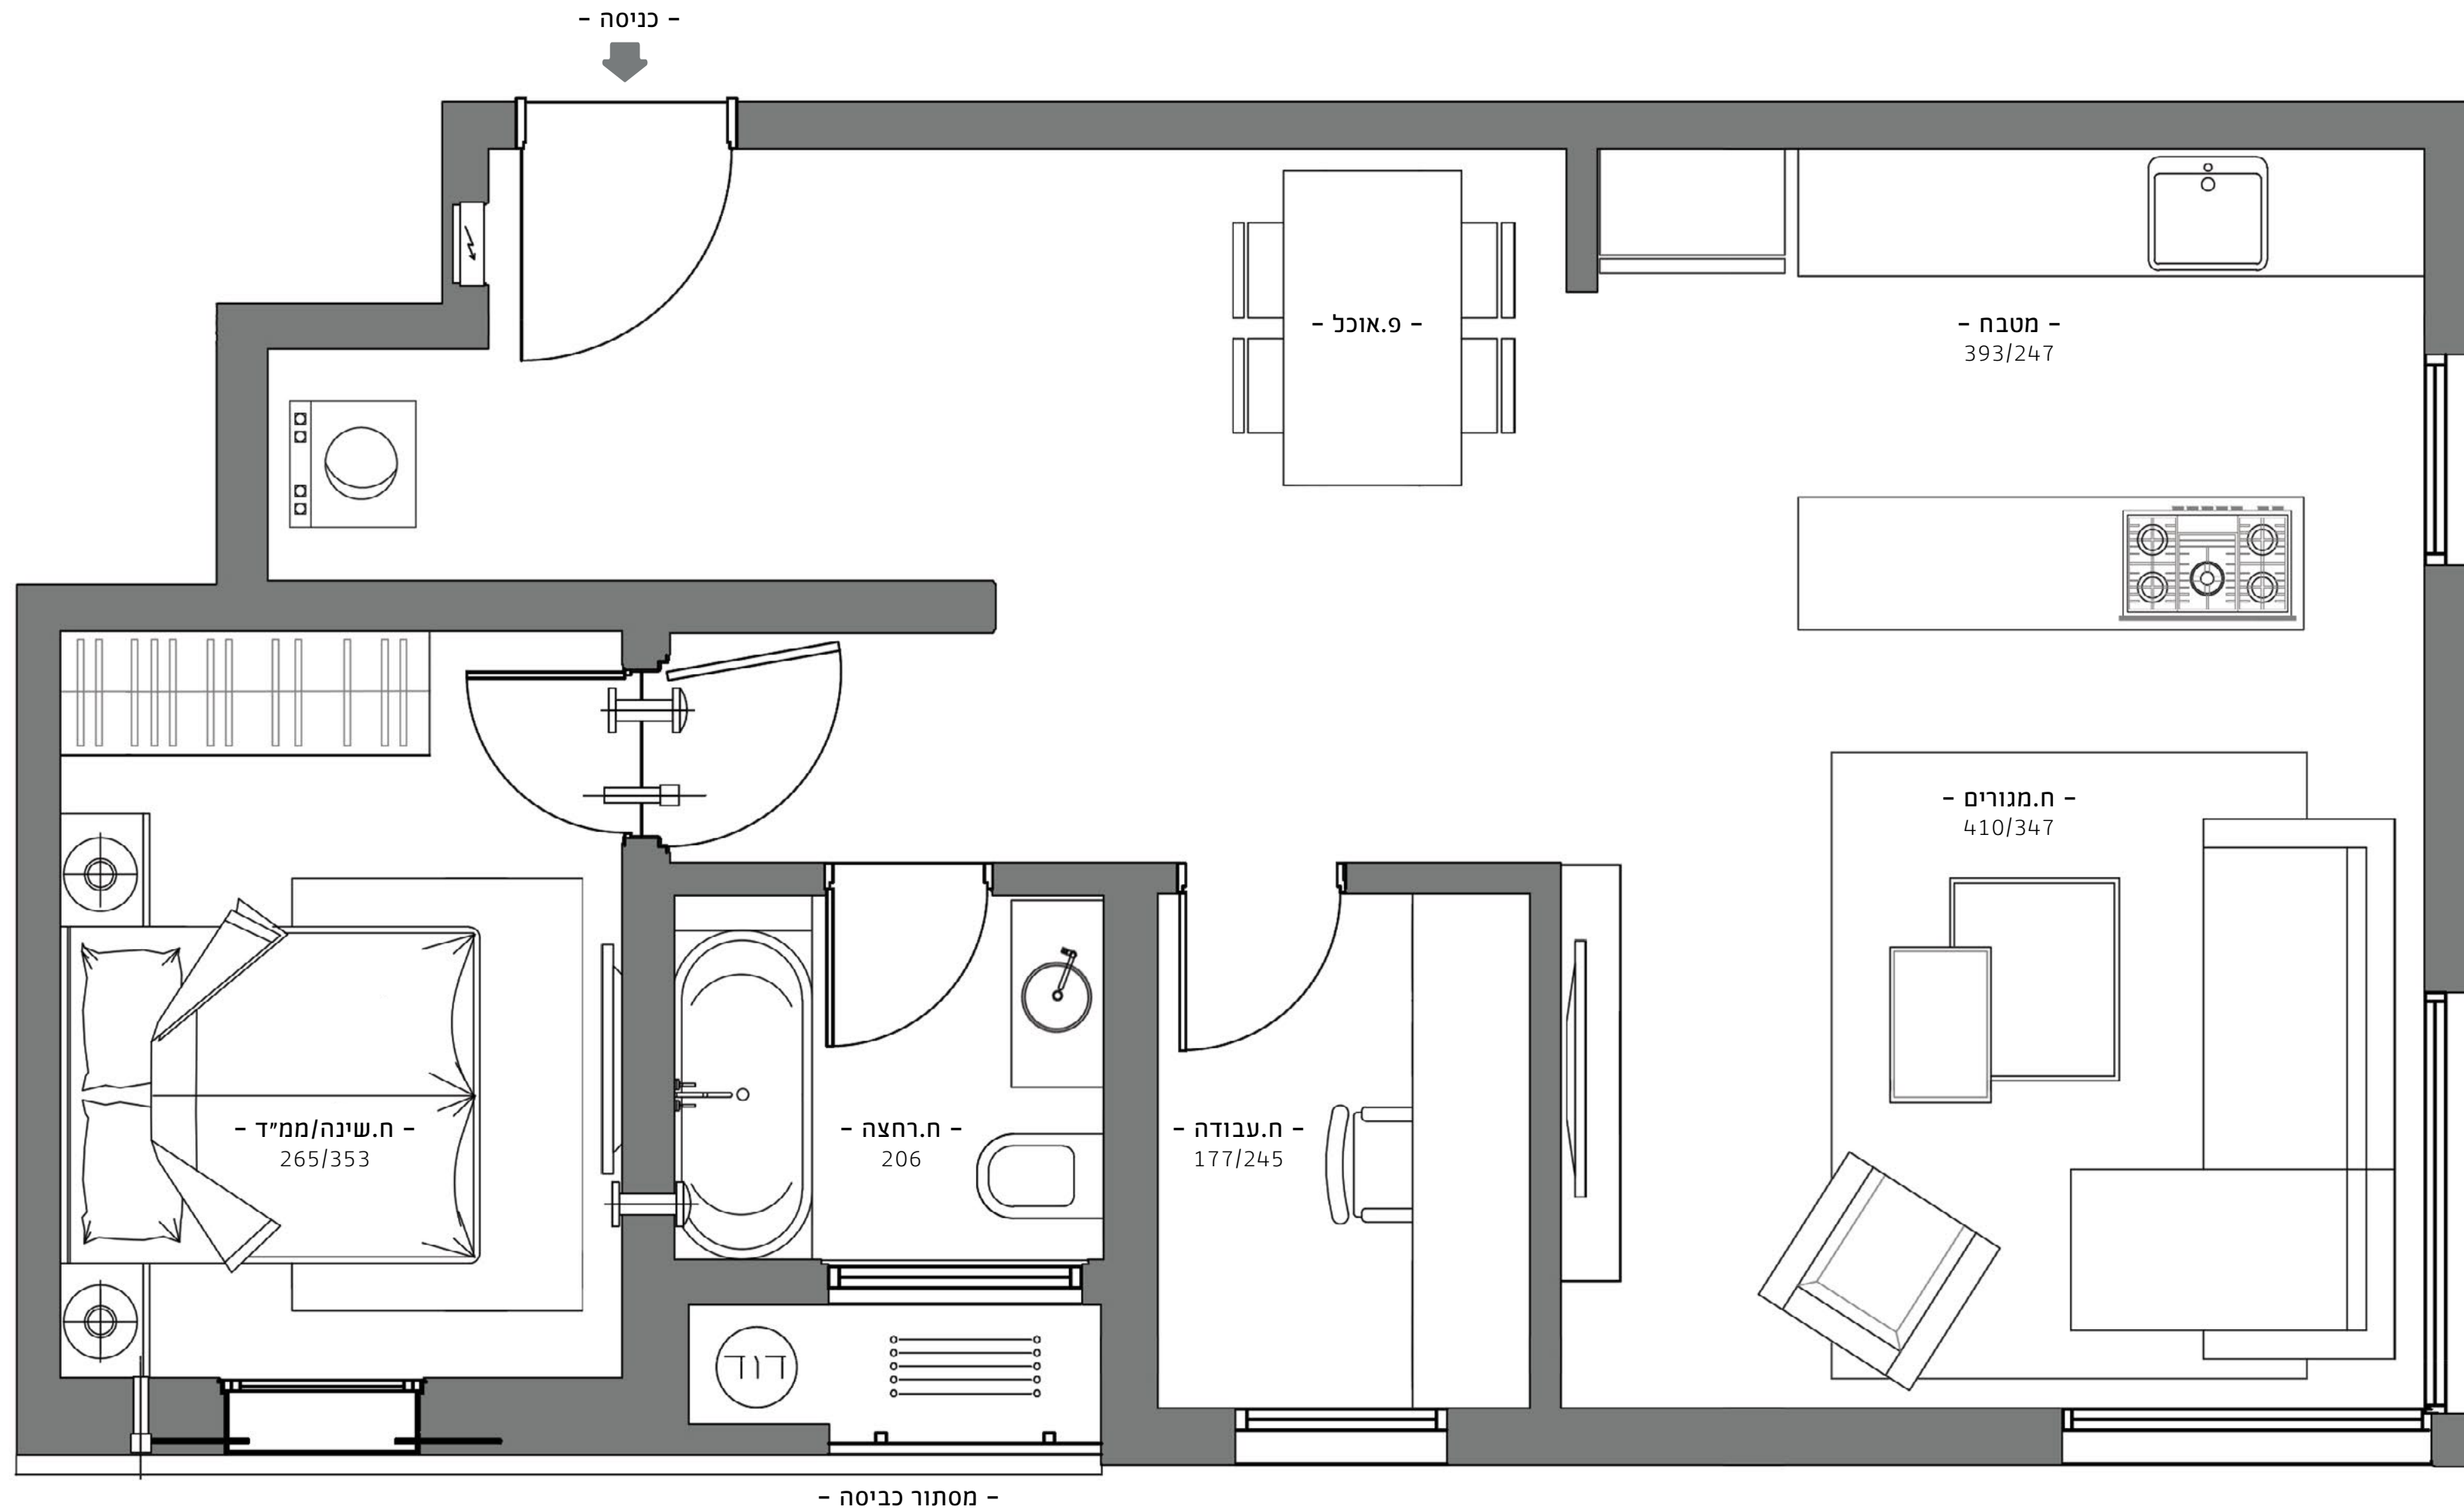 - כניסה -
- פ.אוכל -
- מטבח -
393/247
- ח.מגורים -
410/347
- ח.שינה/ממ״ד -
265/353
- ח.רחצה -
206
- ח.עבודה -
177/245
דוד
- מסתור כביסה -